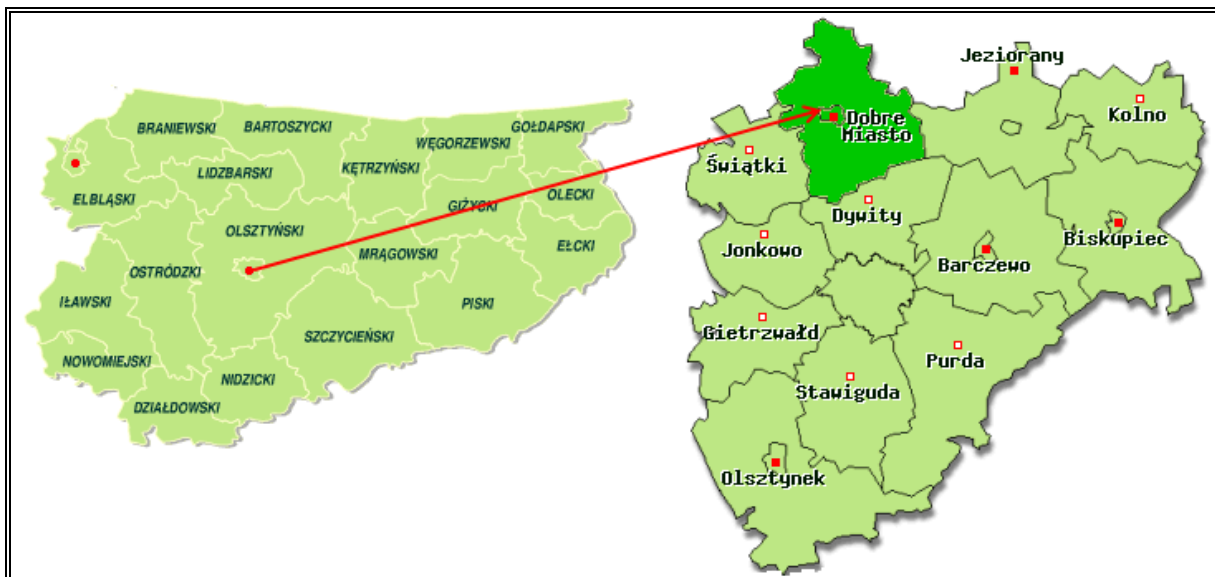 BRANIEWSKI
BARTOSZYCKI
GOŁDAPSKI
WĘGORZEWSKI
KĘTRZYŃSKI
LIDZBARSKI
ELBLĄSKI
OLECKI
GIŻYCKI
OLSZTYŃSKI
EŁCKI
MRĄGOWSKI
OSTRÓDZKI
IŁAWSKI
PISKI
SZCZYCIEŃSKI
NOWOMIEJSKI
NIDZICKI
DZIAŁDOWSKI
Jeziorany
Kolno
Dobre
Miasto
Świątki
Dywity
Biskupiec
Jonkowo
Barczewo
Gietrzwałd
Purda
Stawiguda
Olsztynek